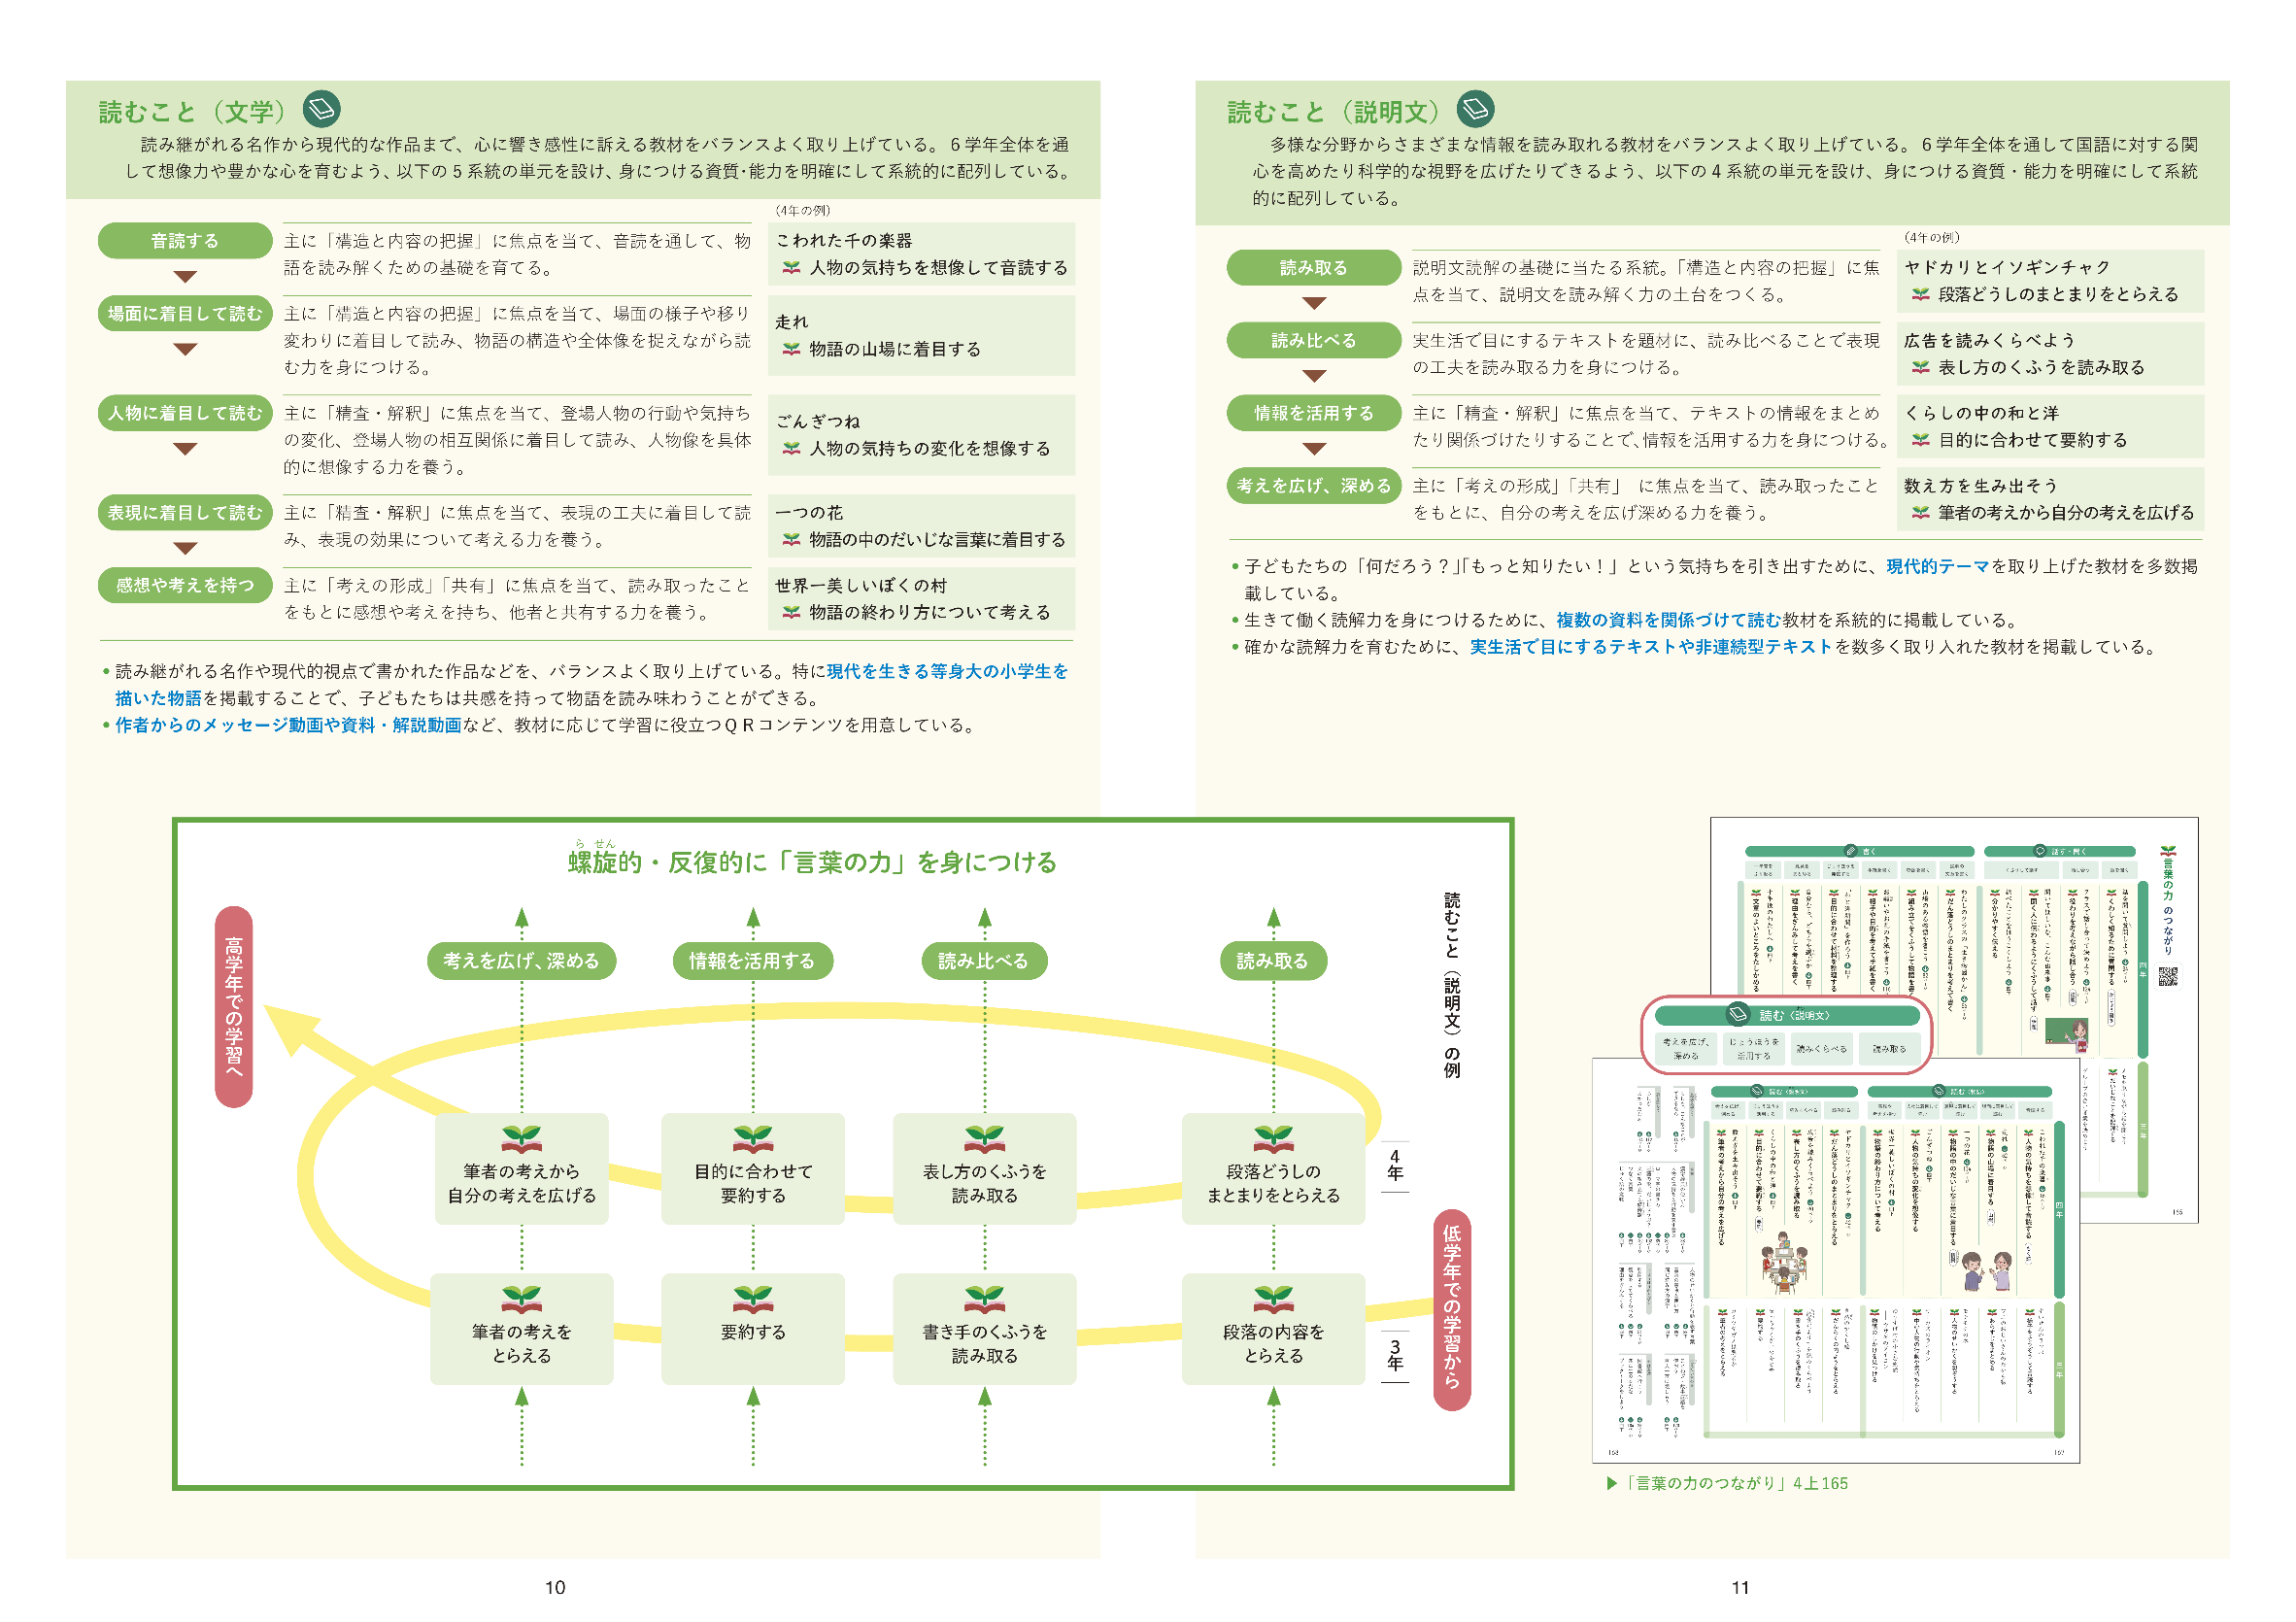 読むこと（文学）
読み継がれる名作から現代的な作品まで、心に響き感性に訴える教材をバランスよく取り上げている。6学年全体を通
して想像力や豊かな心を育むよう、以下の5系統の単元を設け、身につける資質・能力を明確にして系統的に配列している。
（4年の例）
音読する
主に「構造と内容の把握」に焦点を当て、音読を通して、物
語を読み解くための基礎を育てる。
こわれた千の楽器
人物の気持ちを想像して音読する
場面に着目して読む
主に「構造と内容の把握」に焦点を当て、場面の様子や移り
変わりに着目して読み、物語の構造や全体像を捉えながら読
む力を身につける。
走れ
物語の山場に着目する
人物に着目して読む
主に「精査・解釈」に焦点を当て、登場人物の行動や気持ち
の変化、登場人物の相互関係に着目して読み、人物像を具体
的に想像する力を養う。
ごんぎつね
人物の気持ちの変化を想像する
表現に着目して読む
主に「精査・解釈」に焦点を当て、表現の工夫に着目して読
み、表現の効果について考える力を養う。
一つの花
物語の中のだいじな言葉に着目する
感想や考えを持つ
主に「考えの形成」「共有」に焦点を当て、読み取ったこと
をもとに感想や考えを持ち、他者と共有する力を養う。
世界一美しいぼくの村
物語の終わり方について考える
•読み継がれる名作や現代的視点で書かれた作品などを、バランスよく取り上げている。特に現代を生きる等身大の小学生を
描いた物語を掲載することで、子どもたちは共感を持って物語を読み味わうことができる。
•作者からのメッセージ動画や資料・解説動画など、教材に応じて学習に役立つＱＲコンテンツを用意している。
読むこと（説明文）
多様な分野からさまざまな情報を読み取れる教材をバランスよく取り上げている。6学年全体を通して国語に対する関
心を高めたり科学的な視野を広げたりできるよう、以下の4系統の単元を設け、身につける資質・能力を明確にして系統
的に配列している。
（4年の例）
読み取る
説明文読解の基礎に当たる系統。「構造と内容の把握」に焦
点を当て、説明文を読み解く力の土台をつくる。
ヤドカリとイソギンチャク
段落どうしのまとまりをとらえる
読み比べる
実生活で目にするテキストを題材に、読み比べることで表現
の工夫を読み取る力を身につける。
広告を読みくらべよう
表し方のくふうを読み取る
情報を活用する
主に「精査・解釈」に焦点を当て、テキストの情報をまとめ
たり関係づけたりすることで、情報を活用する力を身につける。
くらしの中の和と洋
目的に合わせて要約する
考えを広げ、深める
主に「考えの形成」「共有」 に焦点を当て、読み取ったこと
をもとに、自分の考えを広げ深める力を養う。
数え方を生み出そう
筆者の考えから自分の考えを広げる
•子どもたちの「何だろう？」「もっと知りたい！」という気持ちを引き出すために、現代的テーマを取り上げた教材を多数掲
載している。
•生きて働く読解力を身につけるために、複数の資料を関係づけて読む教材を系統的に掲載している。
•確かな読解力を育むために、実生活で目にするテキストや非連続型テキストを数多く取り入れた教材を掲載している。
らせん
螺旋的・反復的に「言葉の力」を身につける
読むこと（説明文）の例
高学年での学習へ
考えを広げ、深める
情報を活用する
読み比べる
読み取る
筆者の考えから
自分の考えを広げる
目的に合わせて
要約する
表し方のくふうを
読み取る
段落どうしの
まとまりをとらえる
4年
筆者の考えを
とらえる
要約する
書き手のくふうを
読み取る
段落の内容を
とらえる
3年
低学年での学習から
言葉の力 のつながり
話す・聞く
書く
読む〈説明文〉
考えを広げ、
深める
じょうほうを
活用する
読みくらべる
読み取る
165
168
167
▶「言葉の力のつながり」4上165
10
11